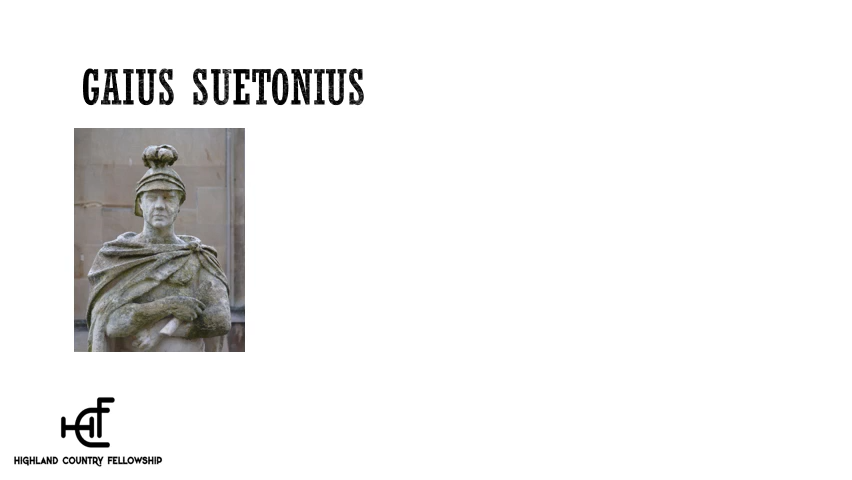 GAIUS SUETONIUS
HCF
HIGHLAND COUNTRY FELLOWSHIP